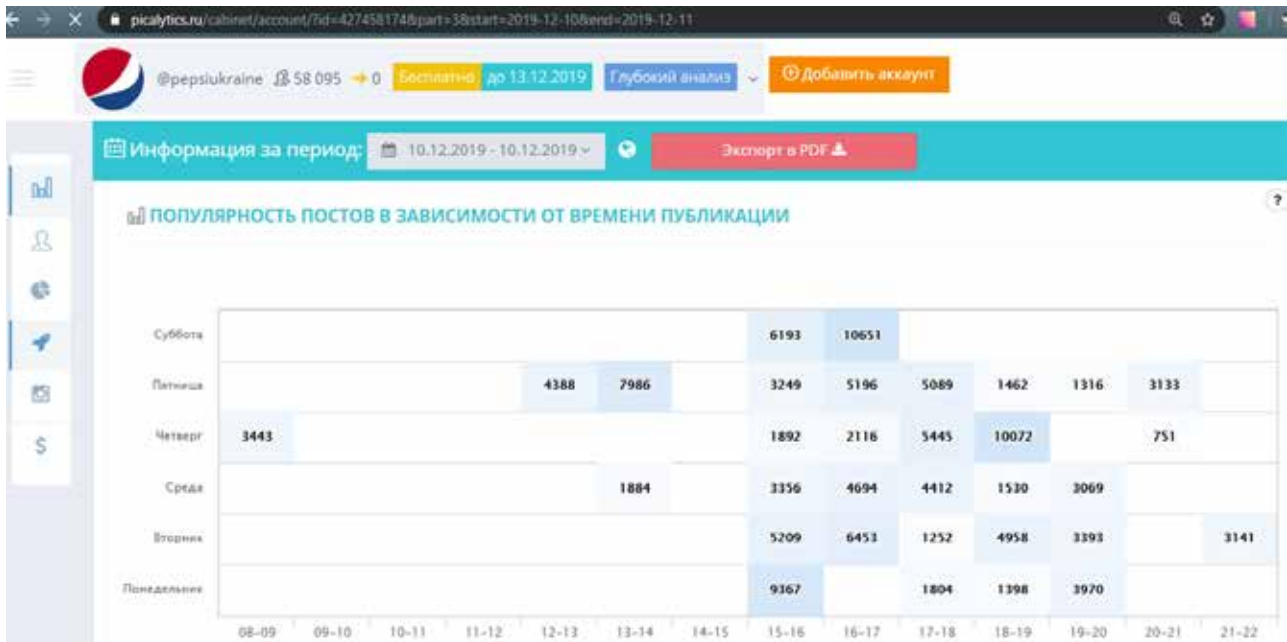 picalytics.ru/cabinet/account/?id=427458174&part=3&start=2019-12-10&end=2019-12-11
@pepsiukraine 58 095 0 Бесплатно до 13.12.2019 Глубокий анализ Добавить аккаунт
Информация за период: 10.12.2019 - 10.12.2019 Экспорт в PDF
ПОПУЛЯРНОСТЬ ПОСТОВ В ЗАВИСИМОСТИ ОТ ВРЕМЕНИ ПУБЛИКАЦИИ ?
Суббота 6193 10651
Пятница 4388 7986 3249 5196 5089 1462 1316 3133
Четверг 3443 1892 2116 5445 10072 751
Среда 1884 3356 4694 4412 1530 3069
Вторник 5209 6453 1252 4958 3393 3141
Понедельник 9367 1804 1398 3970
08-09 09-10 10-11 11-12 12-13 13-14 14-15 15-16 16-17 17-18 18-19 19-20 20-21 21-22